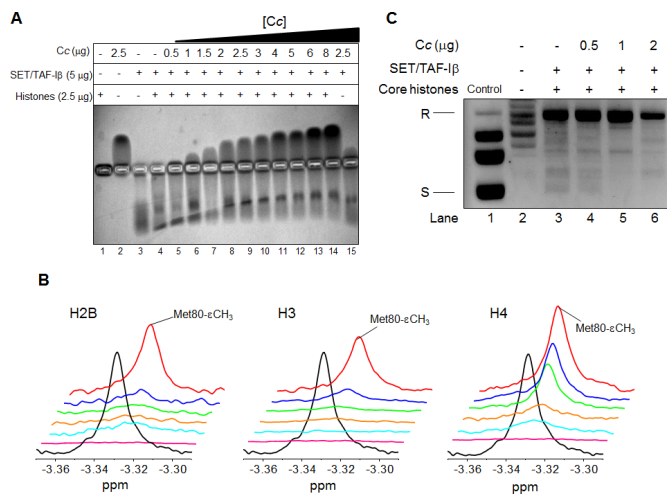 A
[Cc]
Cc (µg) - 2.5 - - 0.5 1 1.5 2 2.5 3 4 5 6 8 2.5
SET/TAF-Iβ (5 µg) - - + + + + + + + + + + + + +
Histones (2.5 µg) + - - + + + + + + + + + + + -
1 2 3 4 5 6 7 8 9 10 11 12 13 14 15
C
Cc (µg) - - 0.5 1 2
SET/TAF-Iβ - + + + +
Core histones Control - + + + +
R
S
Lane 1 2 3 4 5 6
B
H2B
Met80-εCH₃
-3.36 -3.34 -3.32 -3.30
ppm
H3
Met80-εCH₃
-3.36 -3.34 -3.32 -3.30
ppm
H4
Met80-εCH₃
-3.36 -3.34 -3.32 -3.30
ppm